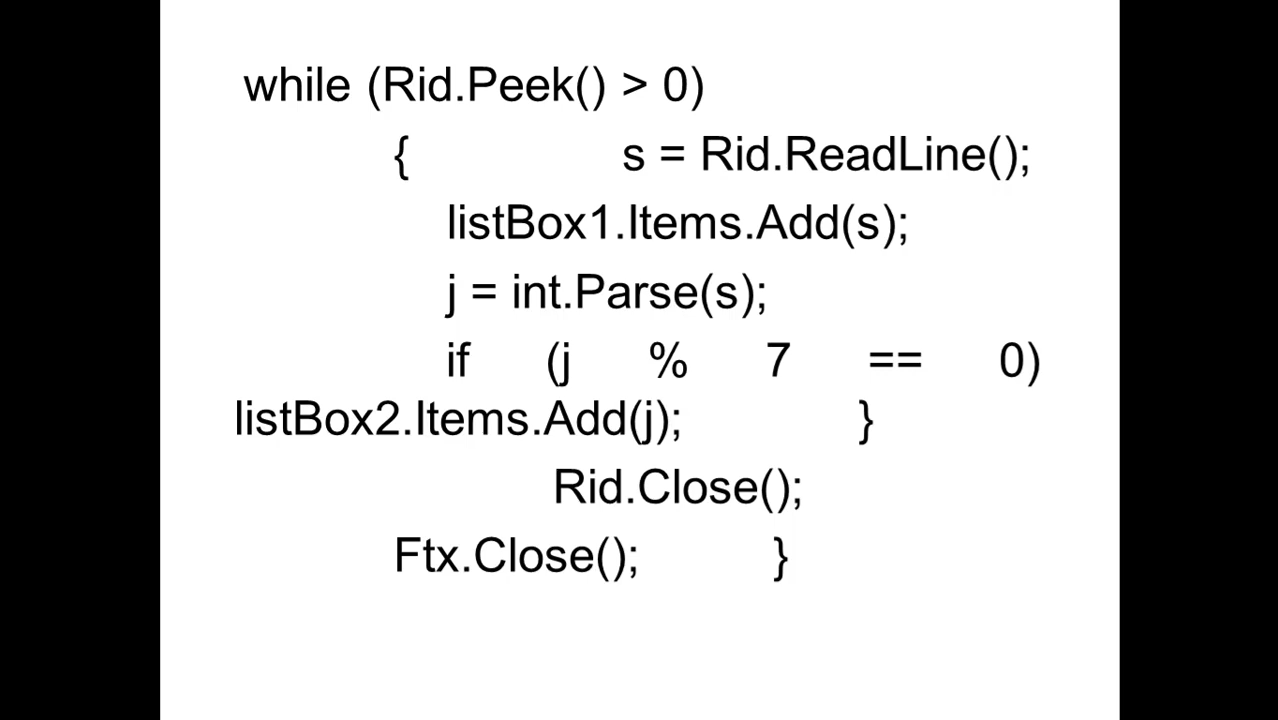 while (Rid.Peek() > 0)
{ s = Rid.ReadLine();
listBox1.Items.Add(s);
j = int.Parse(s);
if (j % 7 == 0)
listBox2.Items.Add(j); }
Rid.Close();
Ftx.Close(); }